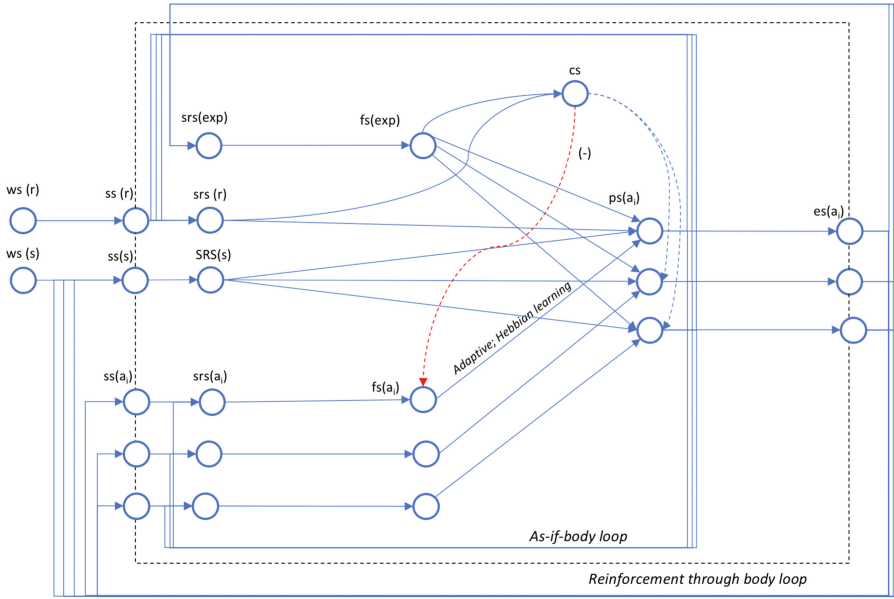 cs
srs(exp)
fs(exp)
(-)
ws (r)
ss (r)
srs (r)
ps(aᵢ)
es(aᵢ)
ws (s)
ss(s)
SRS(s)
Adaptive; Hebbian learning
ss(aᵢ)
srs(aᵢ)
fs(aᵢ)
As-if-body loop
Reinforcement through body loop